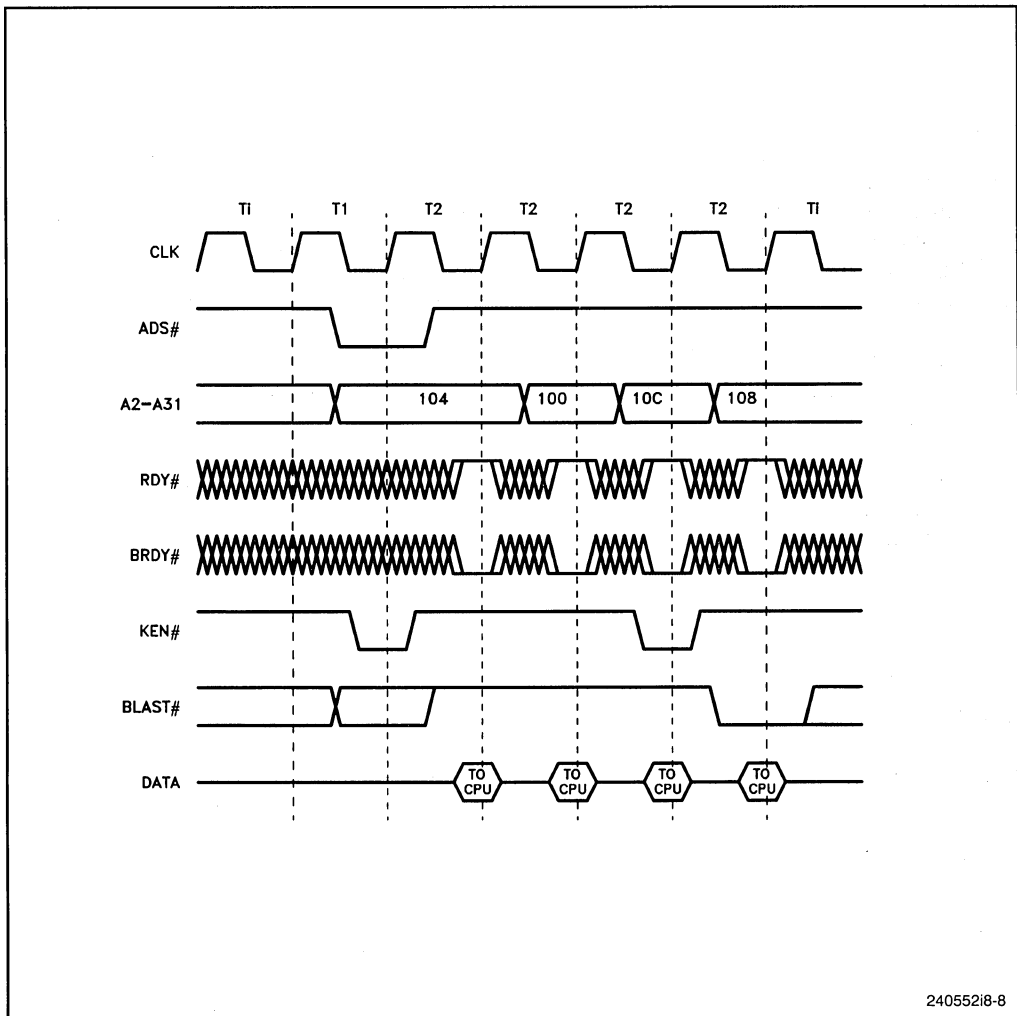 Ti T1 T2 T2 T2 T2 Ti
CLK
ADS#
A2–A31 104 100 10C 108
RDY#
BRDY#
KEN#
BLAST#
DATA TO CPU TO CPU TO CPU TO CPU
240552i8-8